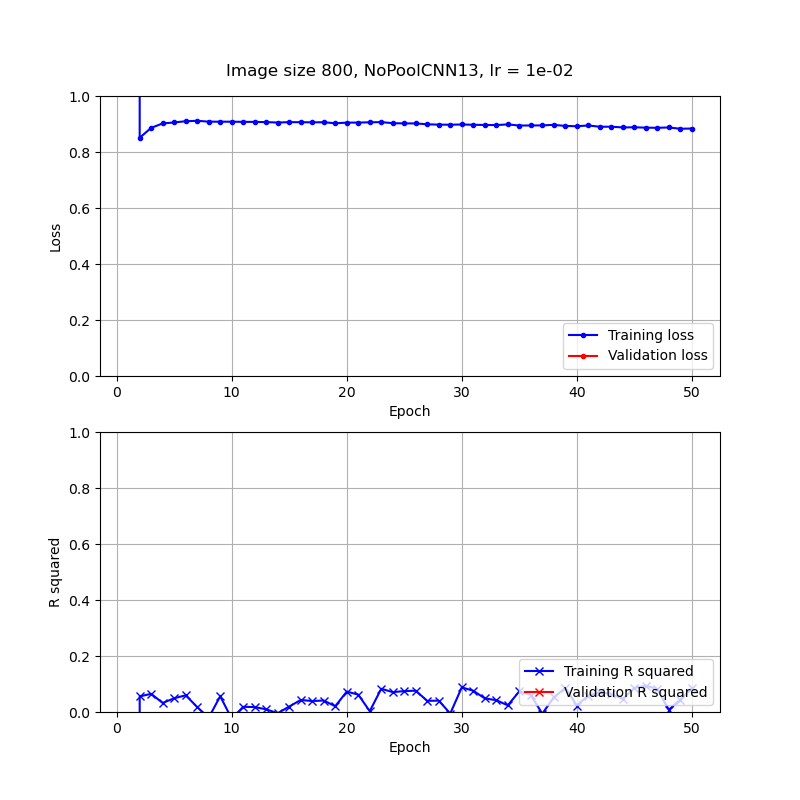 Image size 800, NoPoolCNN13, lr = 1e-02
1.0
0.8
0.6
0.4
0.2
0.0
Loss
Training loss
Validation loss
0 10 20 30 40 50
Epoch
1.0
0.8
0.6
0.4
0.2
0.0
R squared
Training R squared
Validation R squared
0 10 20 30 40 50
Epoch